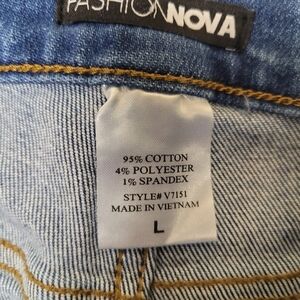 FASHIONNOVA
95% COTTON
4% POLYESTER
1% SPANDEX
STYLE# V7151
MADE IN VIETNAM
L